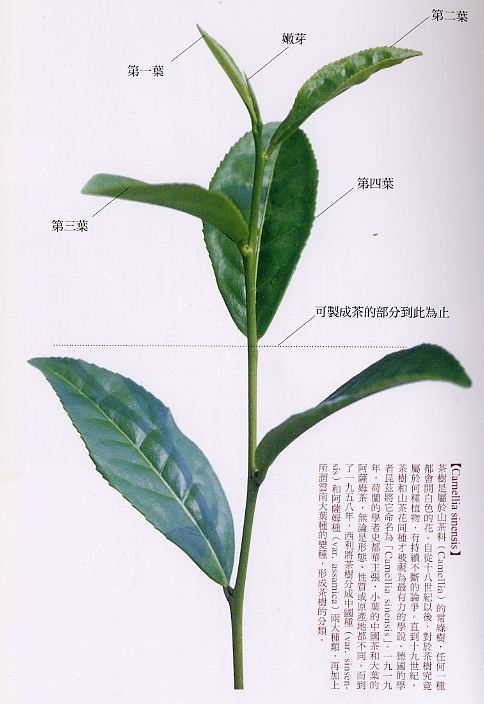 第二葉
嫩芽
第一葉
第四葉
第三葉
可製成茶的部分到此為止
【Camellia sinensis】
茶樹是屬於山茶科（Camellia）的常綠樹，任何一種
都會開白色的花。自從十八世紀以後，對於茶樹究竟
屬於何種植物，有持續不斷的論爭。直到十九世紀，
茶樹和山茶花同種才被視為最有力的學說。德國的學
者昆茲將它命名為「Camellia sinensis」。一九一九
年，荷蘭的學者史都華主張，小葉的中國茶和大葉的
阿薩姆茶，無論是形態、性質或原產地都不同。而到
了一九五八年，西利將茶樹分成中國種（var. sinsen-
sis）和阿薩姆種（var. assamica）兩大種類，再加上
所謂雲南大葉種的變種，形成茶樹的分類。